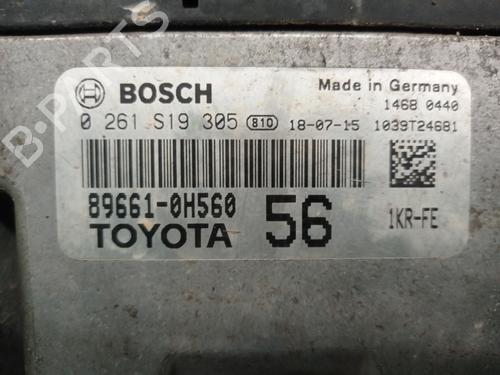 BOSCH
Made in Germany
1468 0440
0 261 S19 305 810 18-07-15 1039T24681
89661-0H560
TOYOTA 56 1KR-FE
B-PARTS